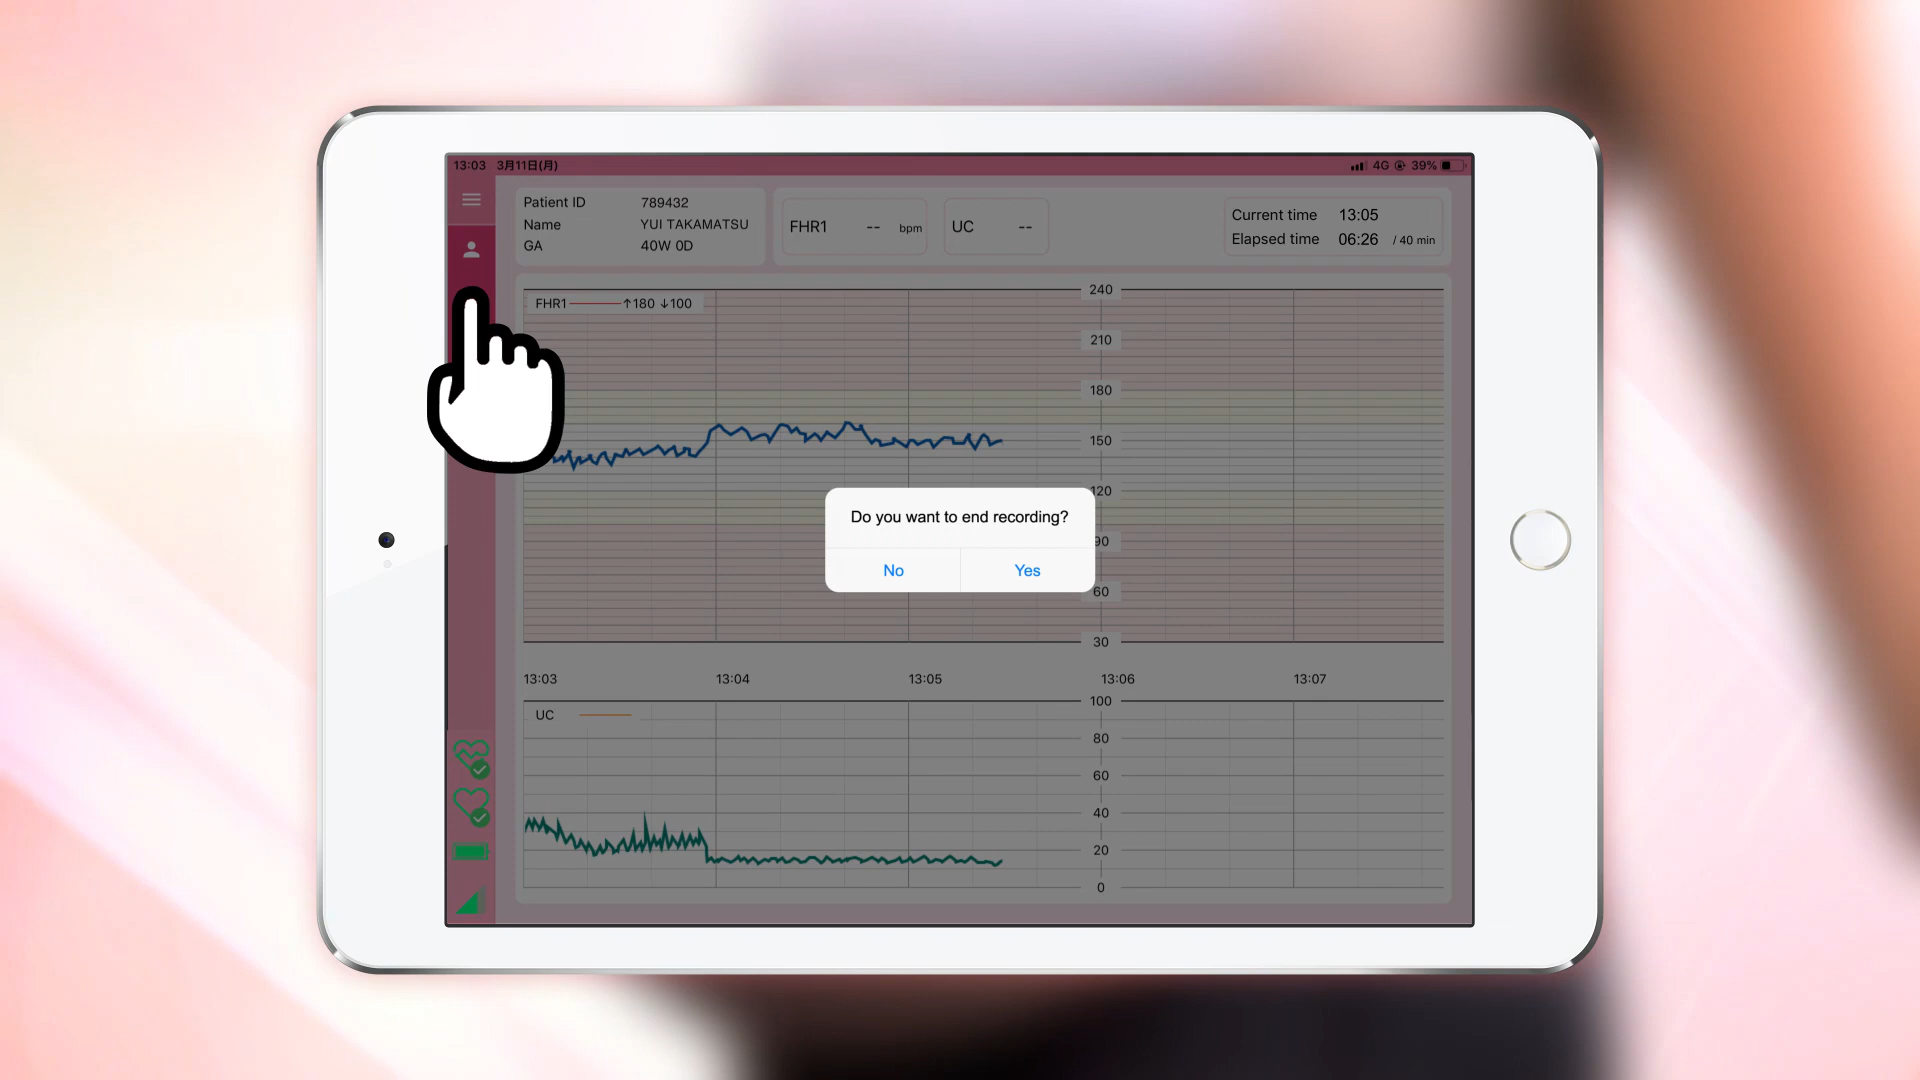 13:03 3月11日(月)
4G 39%
Patient ID 789432
Name YUI TAKAMATSU
GA 40W 0D
FHR1 -- bpm
UC --
Current time 13:05
Elapsed time 06:26 / 40 min
FHR1 ↑180 ↓100
240
210
180
150
120
90
60
30
Do you want to end recording?
No Yes
13:03 13:04 13:05 13:06 13:07
UC
100
80
60
40
20
0